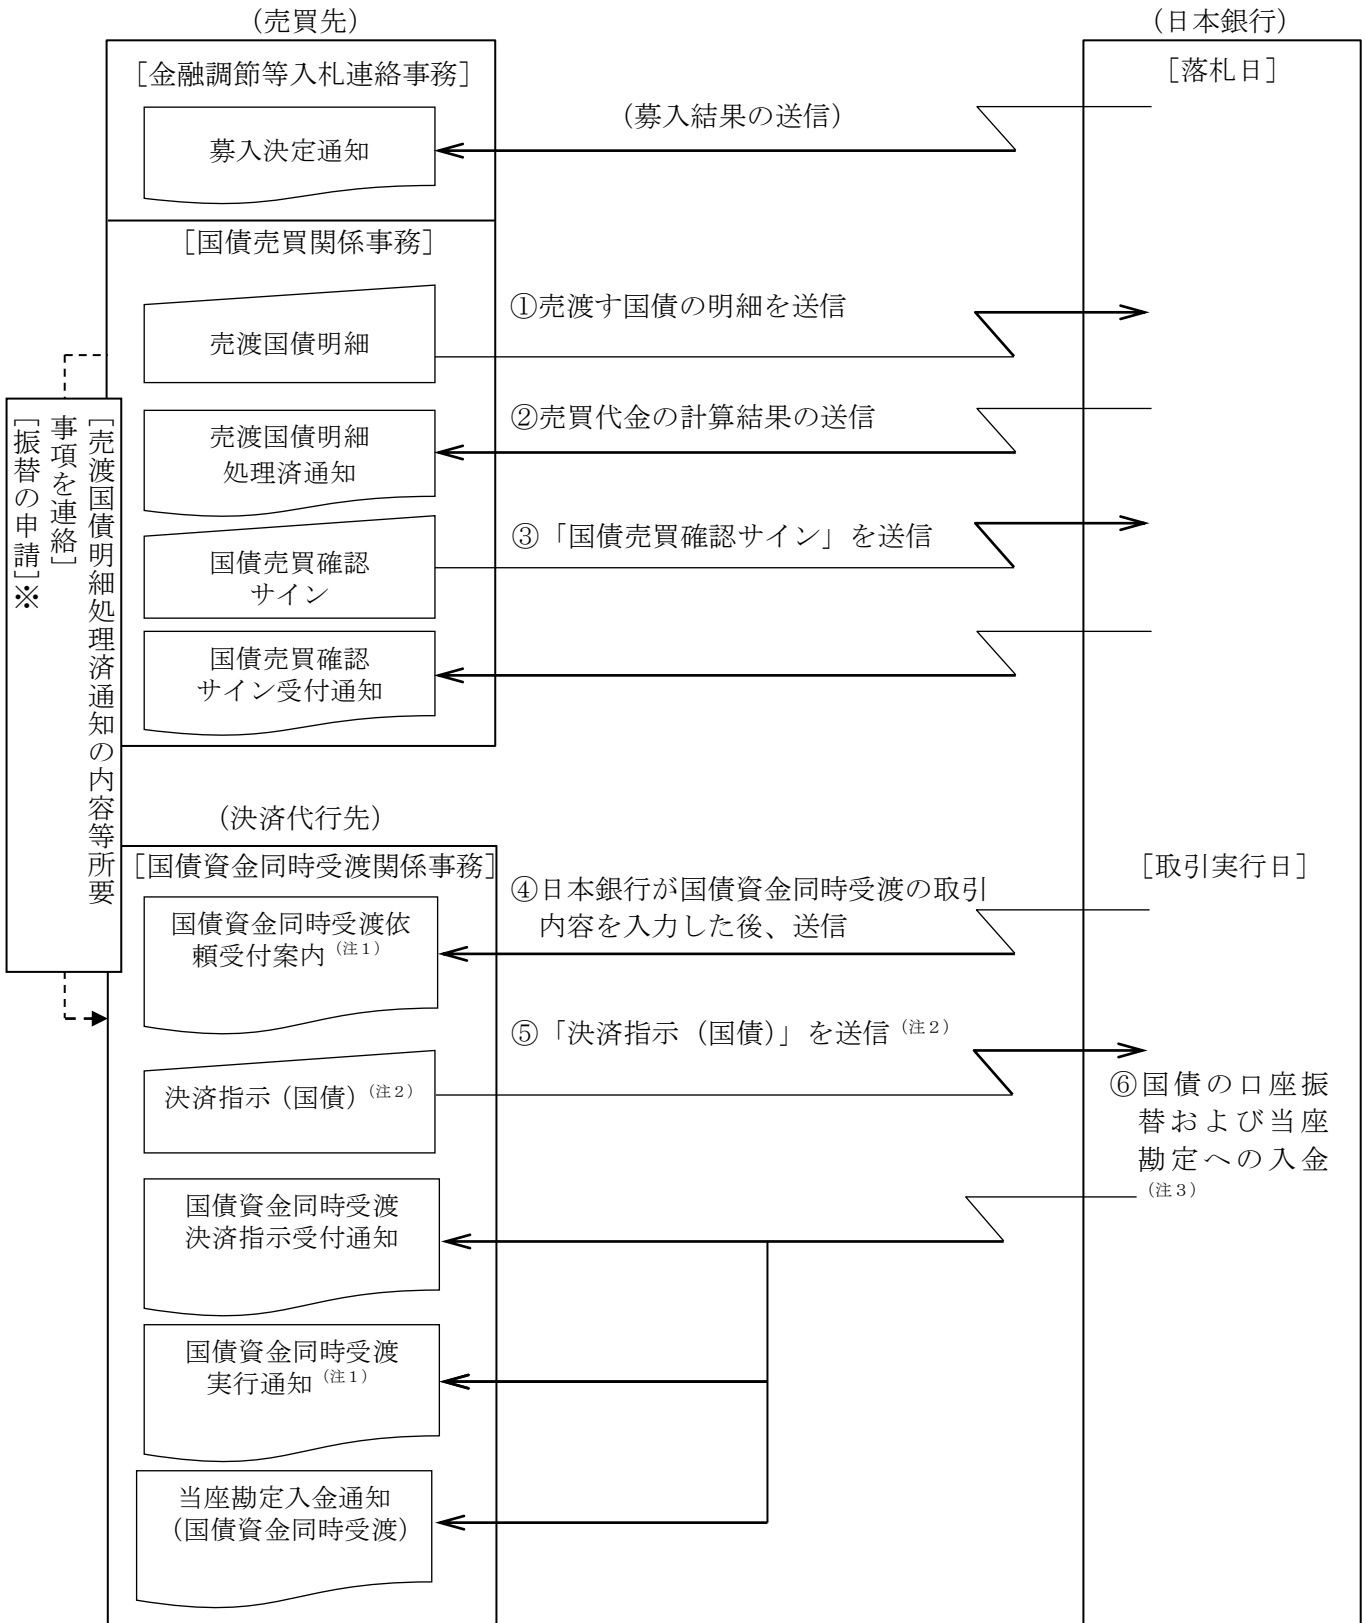 （売買先）
（日本銀行）
［金融調節等入札連絡事務］
［落札日］
（募入結果の送信）
募入決定通知
［国債売買関係事務］
①売渡す国債の明細を送信
売渡国債明細
②売買代金の計算結果の送信
売渡国債明細
処理済通知
③「国債売買確認サイン」を送信
国債売買確認
サイン
国債売買確認
サイン受付通知
［売渡国債明細処理済通知の内容等所要
事項を連絡］
［振替の申請］※
（決済代行先）
［国債資金同時受渡関係事務］
［取引実行日］
④日本銀行が国債資金同時受渡の取引
内容を入力した後、送信
国債資金同時受渡依
頼受付案内（注１）
⑤「決済指示（国債）」を送信（注２）
決済指示（国債）（注２）
⑥国債の口座振
替および当座
勘定への入金
（注３）
国債資金同時受渡
決済指示受付通知
国債資金同時受渡
実行通知（注１）
当座勘定入金通知
（国債資金同時受渡）